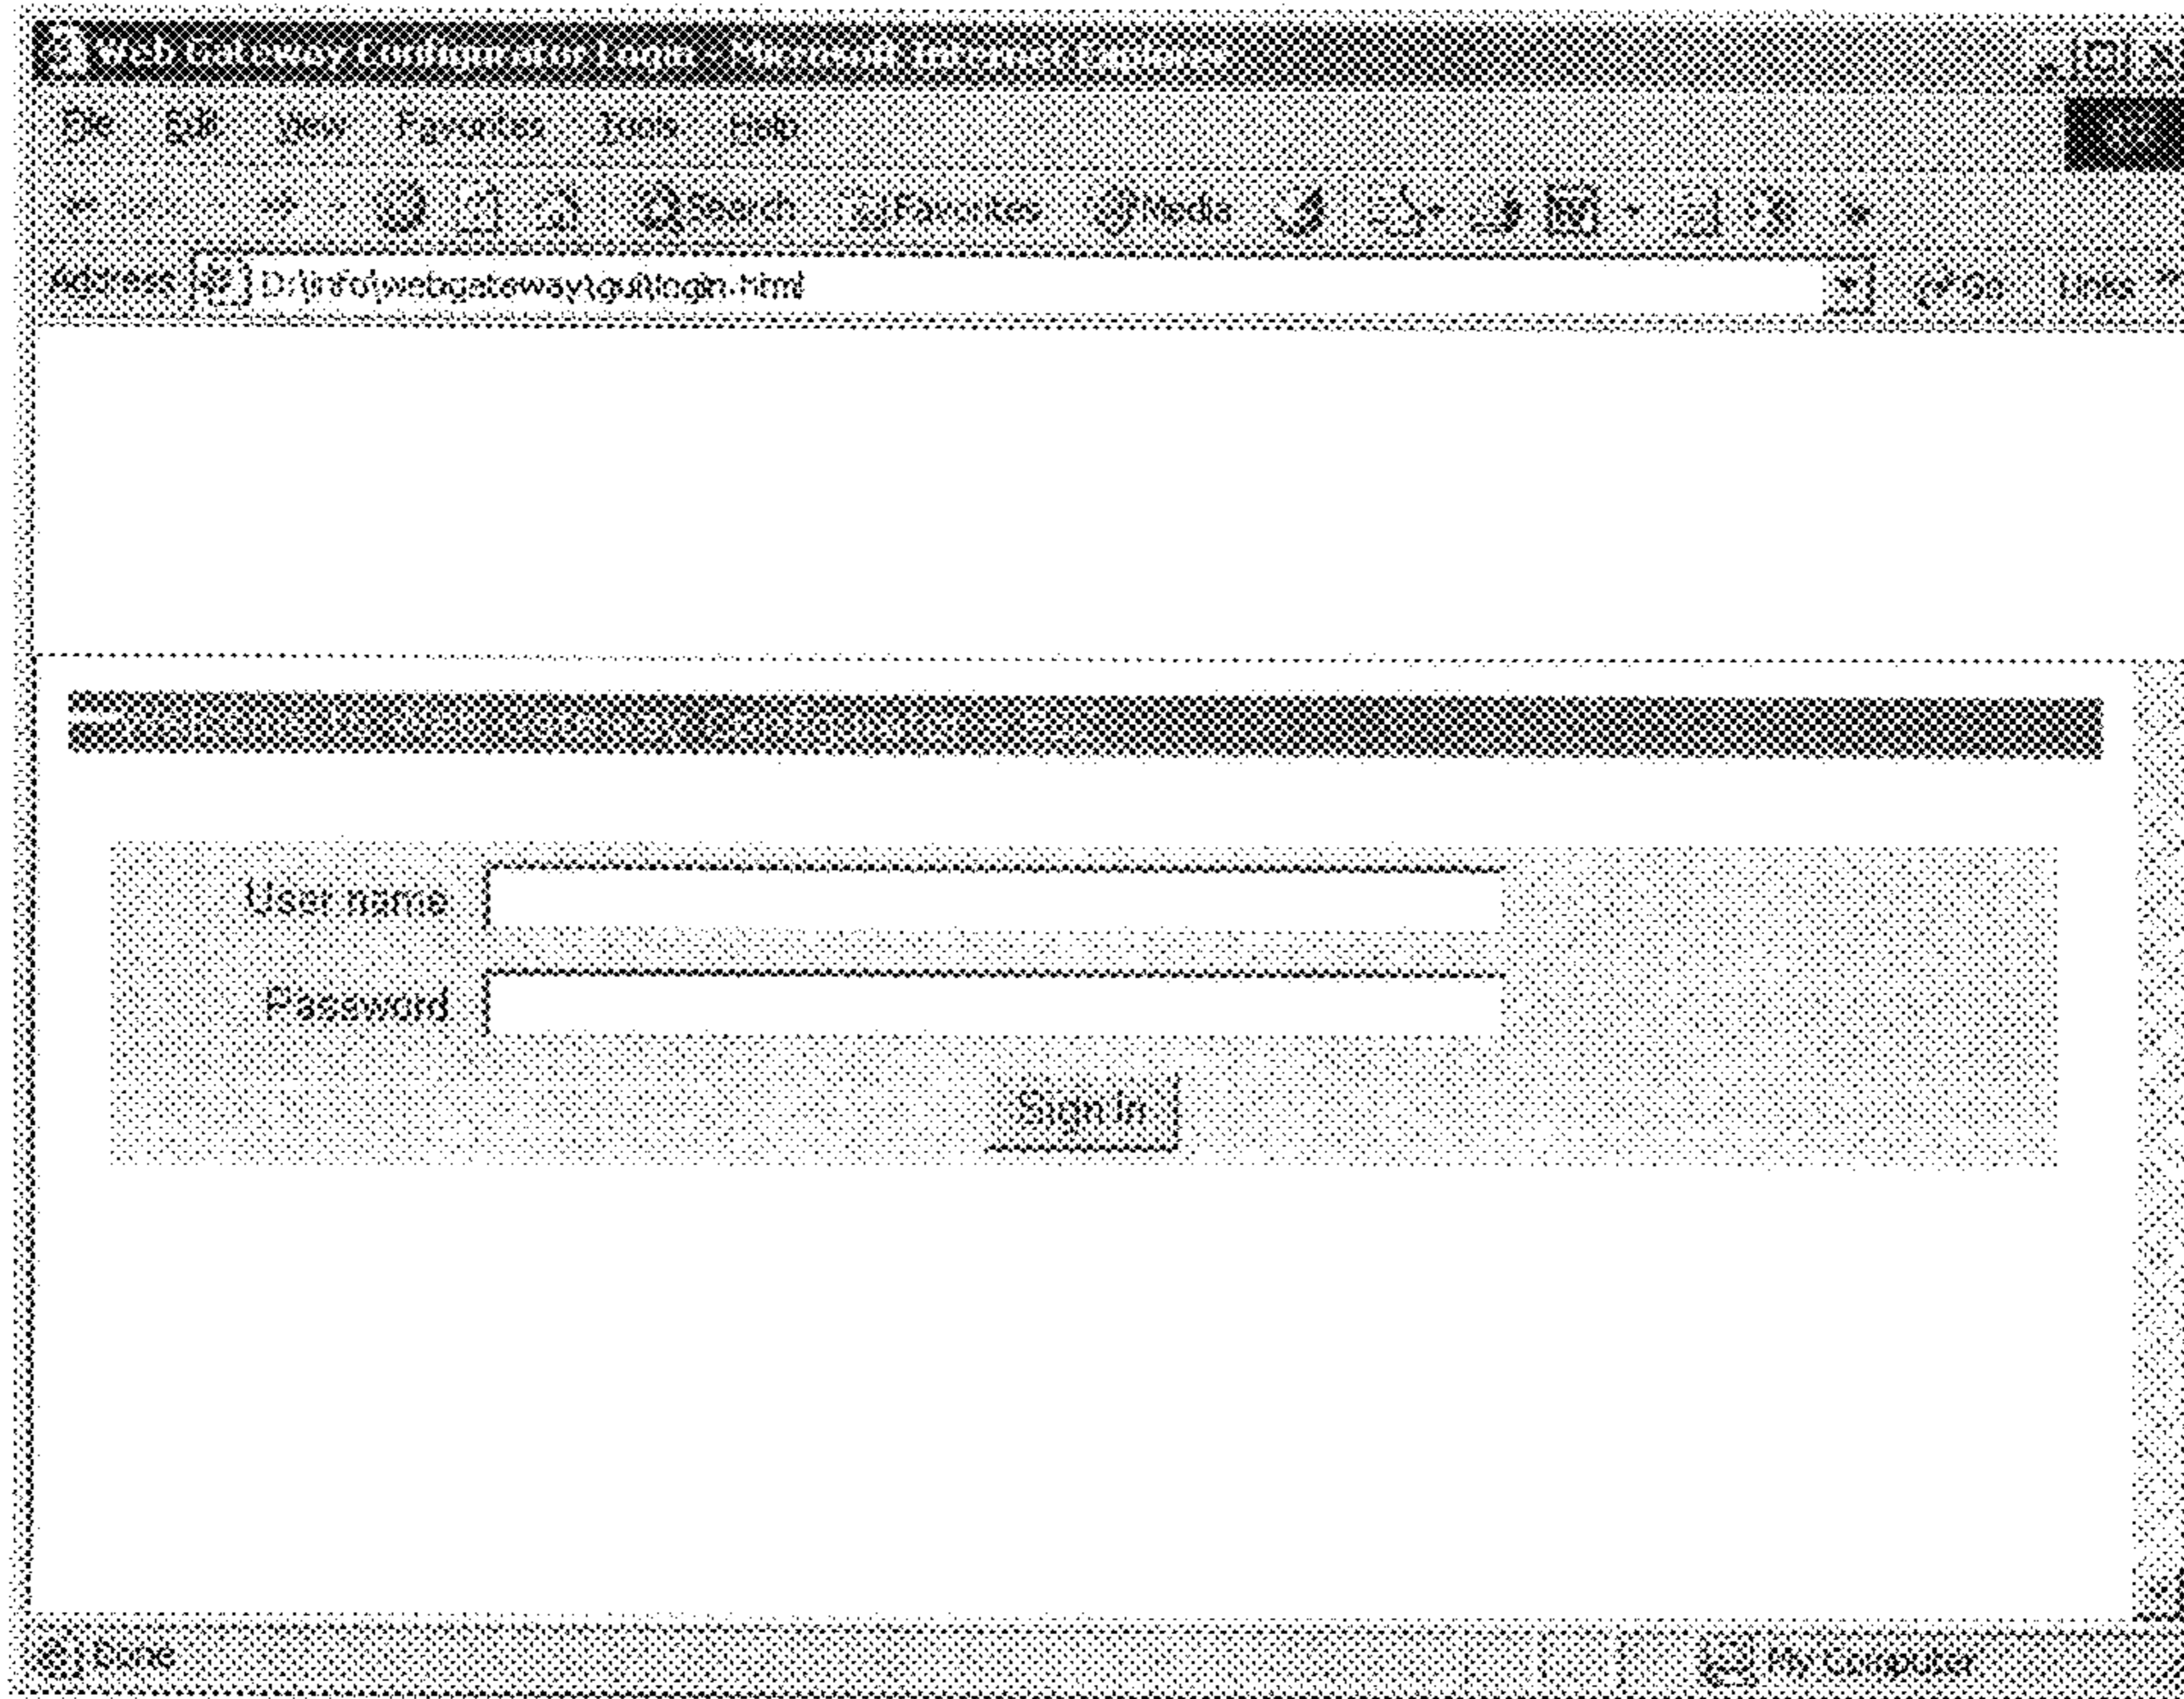 Web Gateway Configurator Login - Microsoft Internet Explorer
File Edit View Favorites Tools Help
Search Favorites Media
Address D:\info\webgateway\gui\login.html Go Links
User name
Password
Sign In
Done My Computer